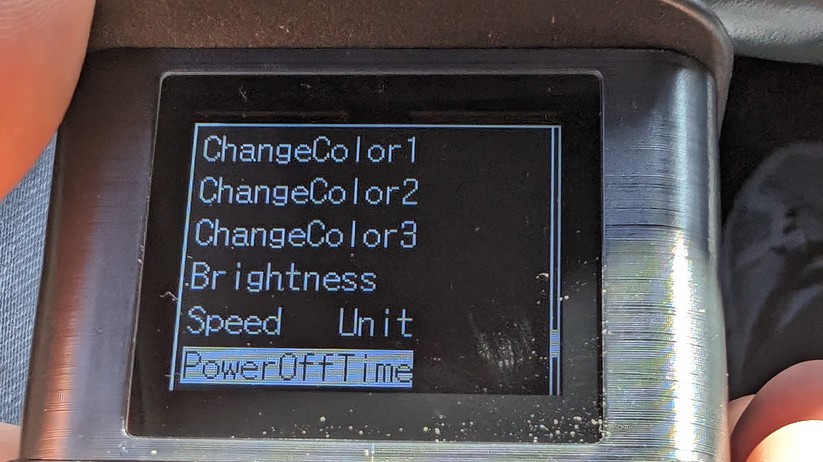 ChangeColor1
ChangeColor2
ChangeColor3
Brightness
Speed Unit
PowerOffTime